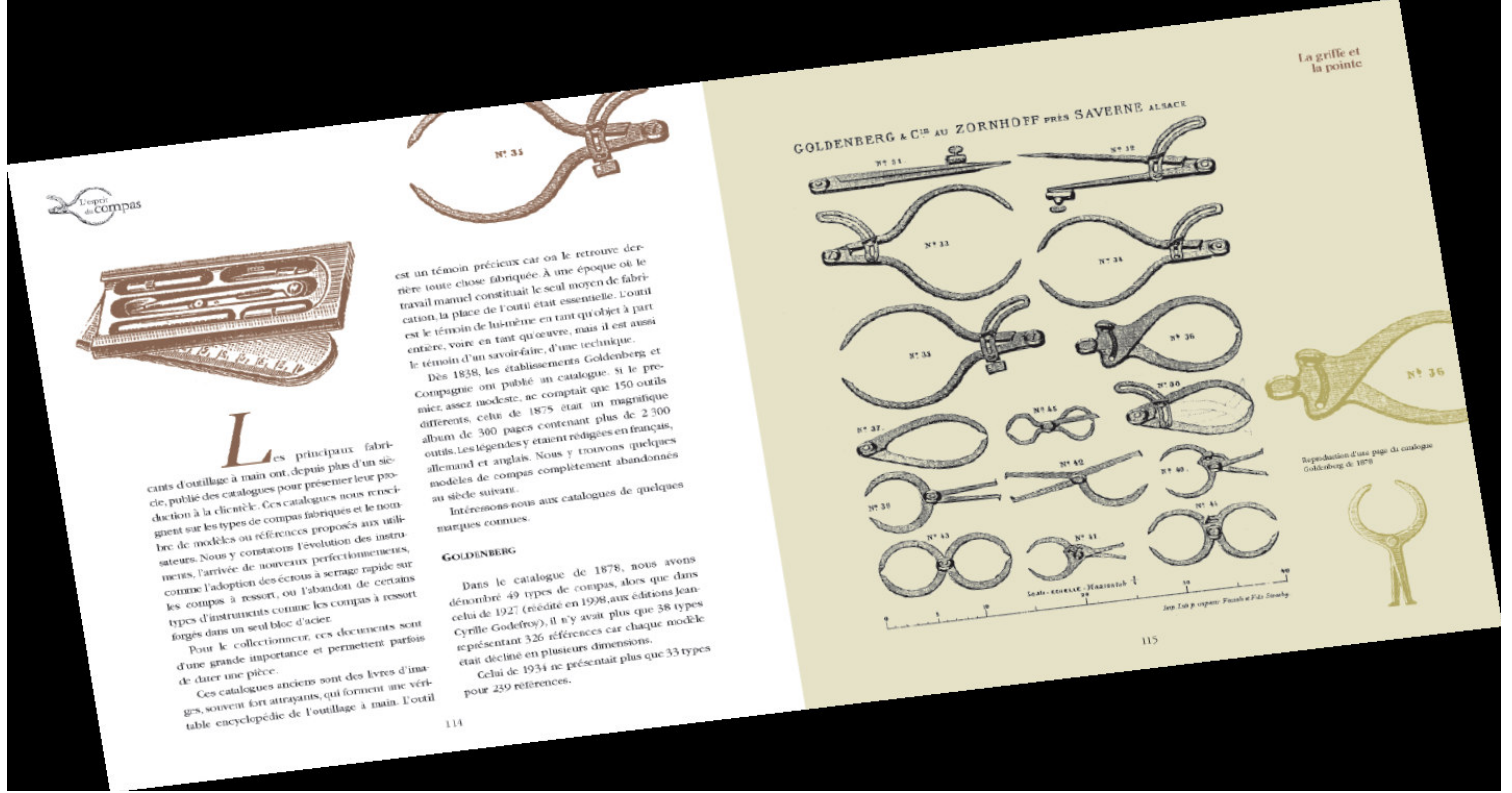 L'esprit
du compas
N° 35
Les principaux fabri-
cants d'outillage à main ont, depuis plus d'un siè-
cle, publié des catalogues pour présenter leur pro-
duction à la clientèle. Ces catalogues nous rensei-
gnent sur les types de compas fabriqués et le nom-
bre de modèles ou références proposés aux utili-
sateurs. Nous y constatons l'évolution des instru-
ments, l'arrivée de nouveaux perfectionnements,
comme l'adoption des écrous à serrage rapide sur
les compas à ressort, ou l'abandon de certains
types d'instruments comme les compas à ressort
forgés dans un seul bloc d'acier.
Pour le collectionneur, ces documents sont
d'une grande importance et permettent parfois
de dater une pièce.
Ces catalogues anciens sont des livres d'ima-
ges, souvent fort attrayants, qui forment une véri-
table encyclopédie de l'outillage à main. L'outil
est un témoin précieux car on le retrouve der-
rière toute chose fabriquée. À une époque où le
travail manuel constituait le seul moyen de fabri-
cation, la place de l'outil était essentielle. L'outil
est le témoin de lui-même en tant qu'objet à part
entière, voire en tant qu'œuvre, mais il est aussi
le témoin d'un savoir-faire, d'une technique.
Dès 1838, les établissements Goldenberg et
Compagnie ont publié un catalogue. Si le pre-
mier, assez modeste, ne comptait que 150 outils
différents, celui de 1875 était un magnifique
album de 300 pages contenant plus de 2 300
outils. Les légendes y étaient rédigées en français,
allemand et anglais. Nous y trouvons quelques
modèles de compas complètement abandonnés
au siècle suivant.
Intéressons-nous aux catalogues de quelques
marques connues.
GOLDENBERG
Dans le catalogue de 1878, nous avons
dénombré 49 types de compas, alors que dans
celui de 1927 (réédité en 1998, aux éditions Jean-
Cyrille Godefroy), il n'y avait plus que 38 types
représentant 326 références car chaque modèle
était décliné en plusieurs dimensions.
Celui de 1934 ne présentait plus que 33 types
pour 239 références.
114
La griffe et
la pointe
GOLDENBERG & Cie AU ZORNHOFF PRÈS SAVERNE ALSACE
N° 31.
N° 32
N° 33
N° 34
N° 35
N° 36
N° 37.
N° 45
N° 38
N° 39
N° 42
N° 40.
N° 43
N° 41
N° 36
Reproduction d'une page du catalogue
Goldenberg de 1878
5 10 20 30 40
115